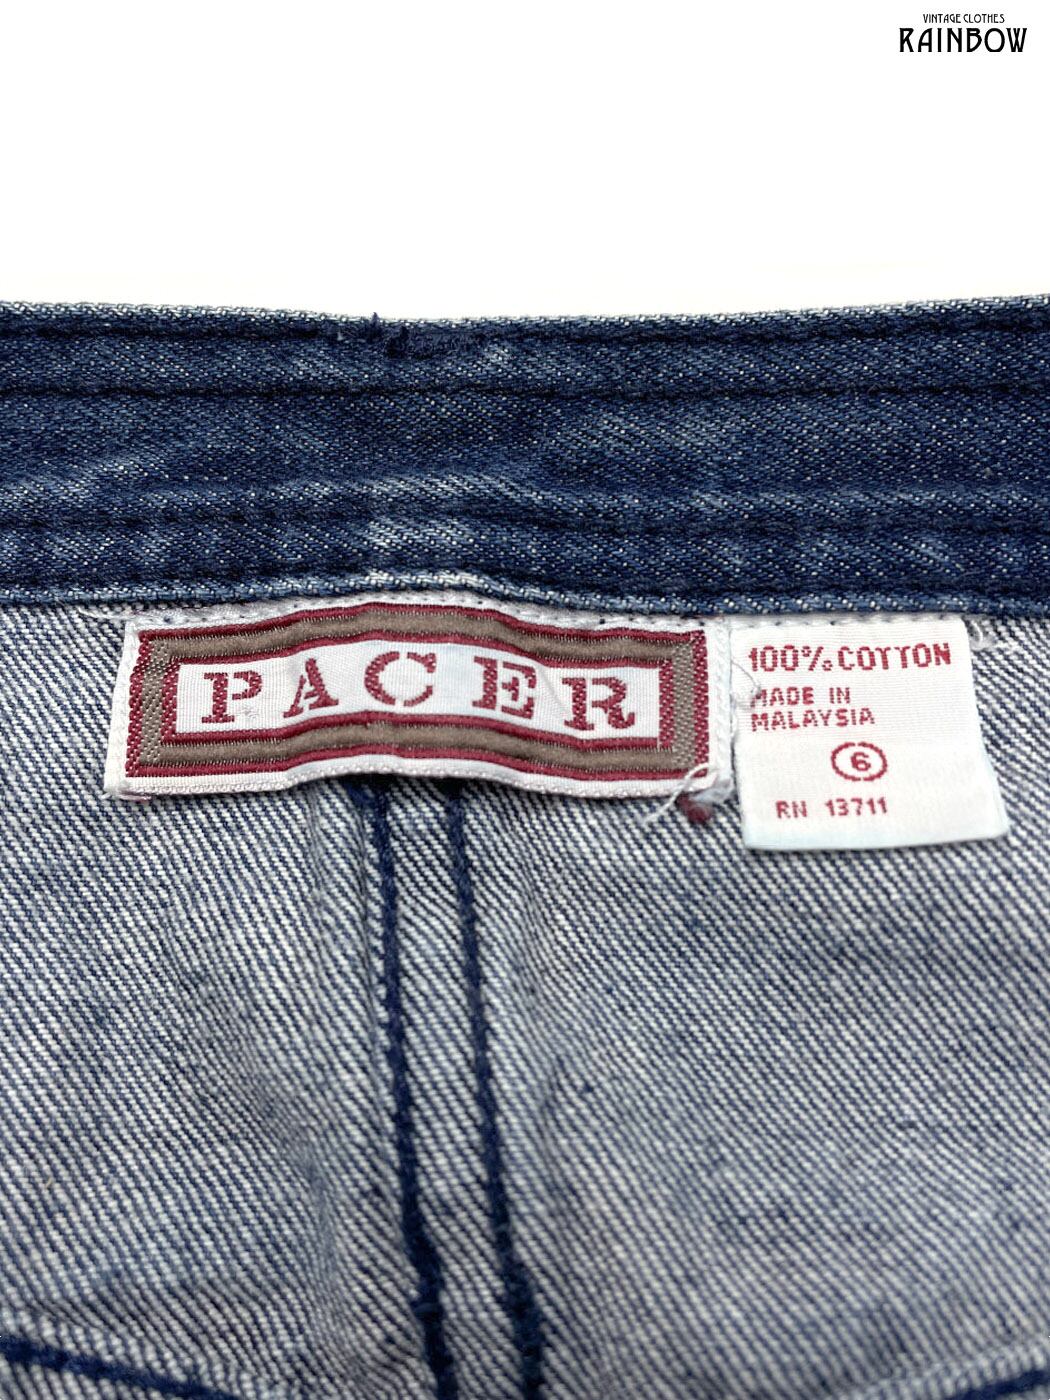 VINTAGE CLOTHES
RAINBOW
PACER
100% COTTON
MADE IN
MALAYSIA
6
RN 13711